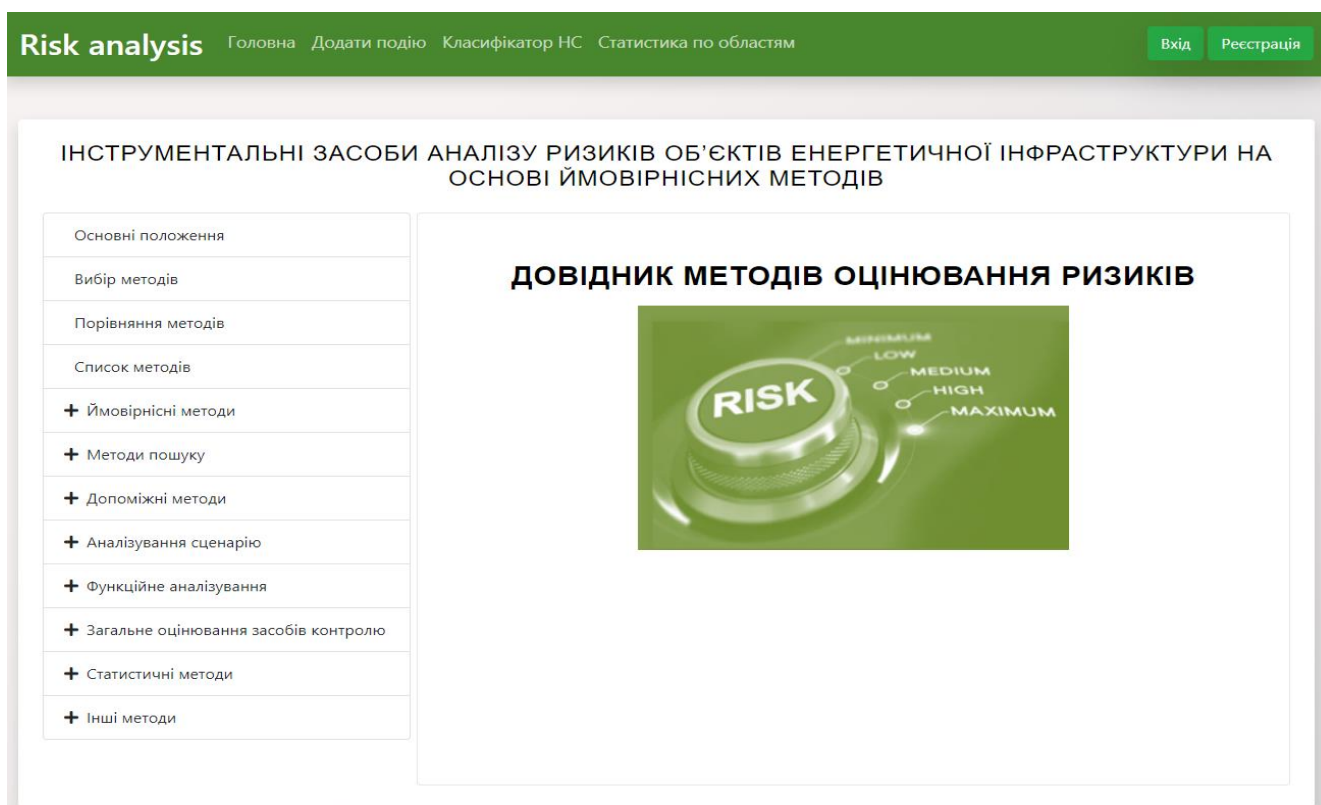 Risk analysis Головна Додати подію Класифікатор НС Статистика по областям Вхід Реєстрація
ІНСТРУМЕНТАЛЬНІ ЗАСОБИ АНАЛІЗУ РИЗИКІВ ОБ’ЄКТІВ ЕНЕРГЕТИЧНОЇ ІНФРАСТРУКТУРИ НА
ОСНОВІ ЙМОВІРНІСНИХ МЕТОДІВ
Основні положення
Вибір методів
Порівняння методів
Список методів
+ Ймовірнісні методи
+ Методи пошуку
+ Допоміжні методи
+ Аналізування сценарію
+ Функційне аналізування
+ Загальне оцінювання засобів контролю
+ Статистичні методи
+ Інші методи
ДОВІДНИК МЕТОДІВ ОЦІНЮВАННЯ РИЗИКІВ
RISK
MINIMUM
LOW
MEDIUM
HIGH
MAXIMUM